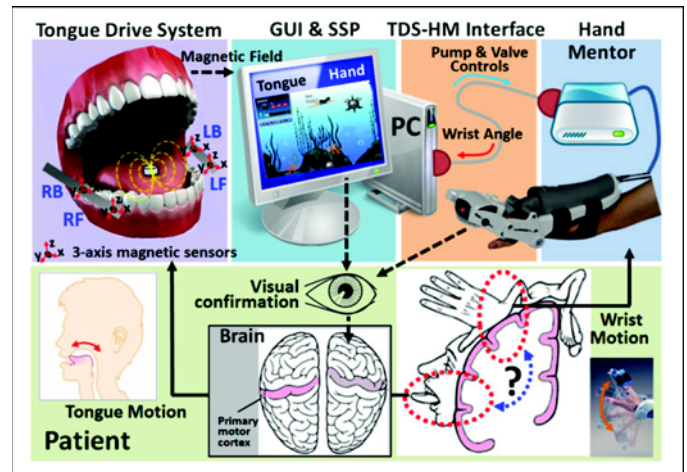 Tongue Drive System
GUI & SSP
TDS-HM Interface
Hand
Mentor
Magnetic Field
Pump & Valve
Controls
Tongue
Hand
PC
Wrist Angle
LB
LF
RB
RF
z
y
x
z
y
x
z
y
x
z
y
x
z
y
x
3-axis magnetic sensors
Visual
confirmation
Brain
Wrist
Motion
?
Tongue Motion
Primary
motor
cortex
Patient